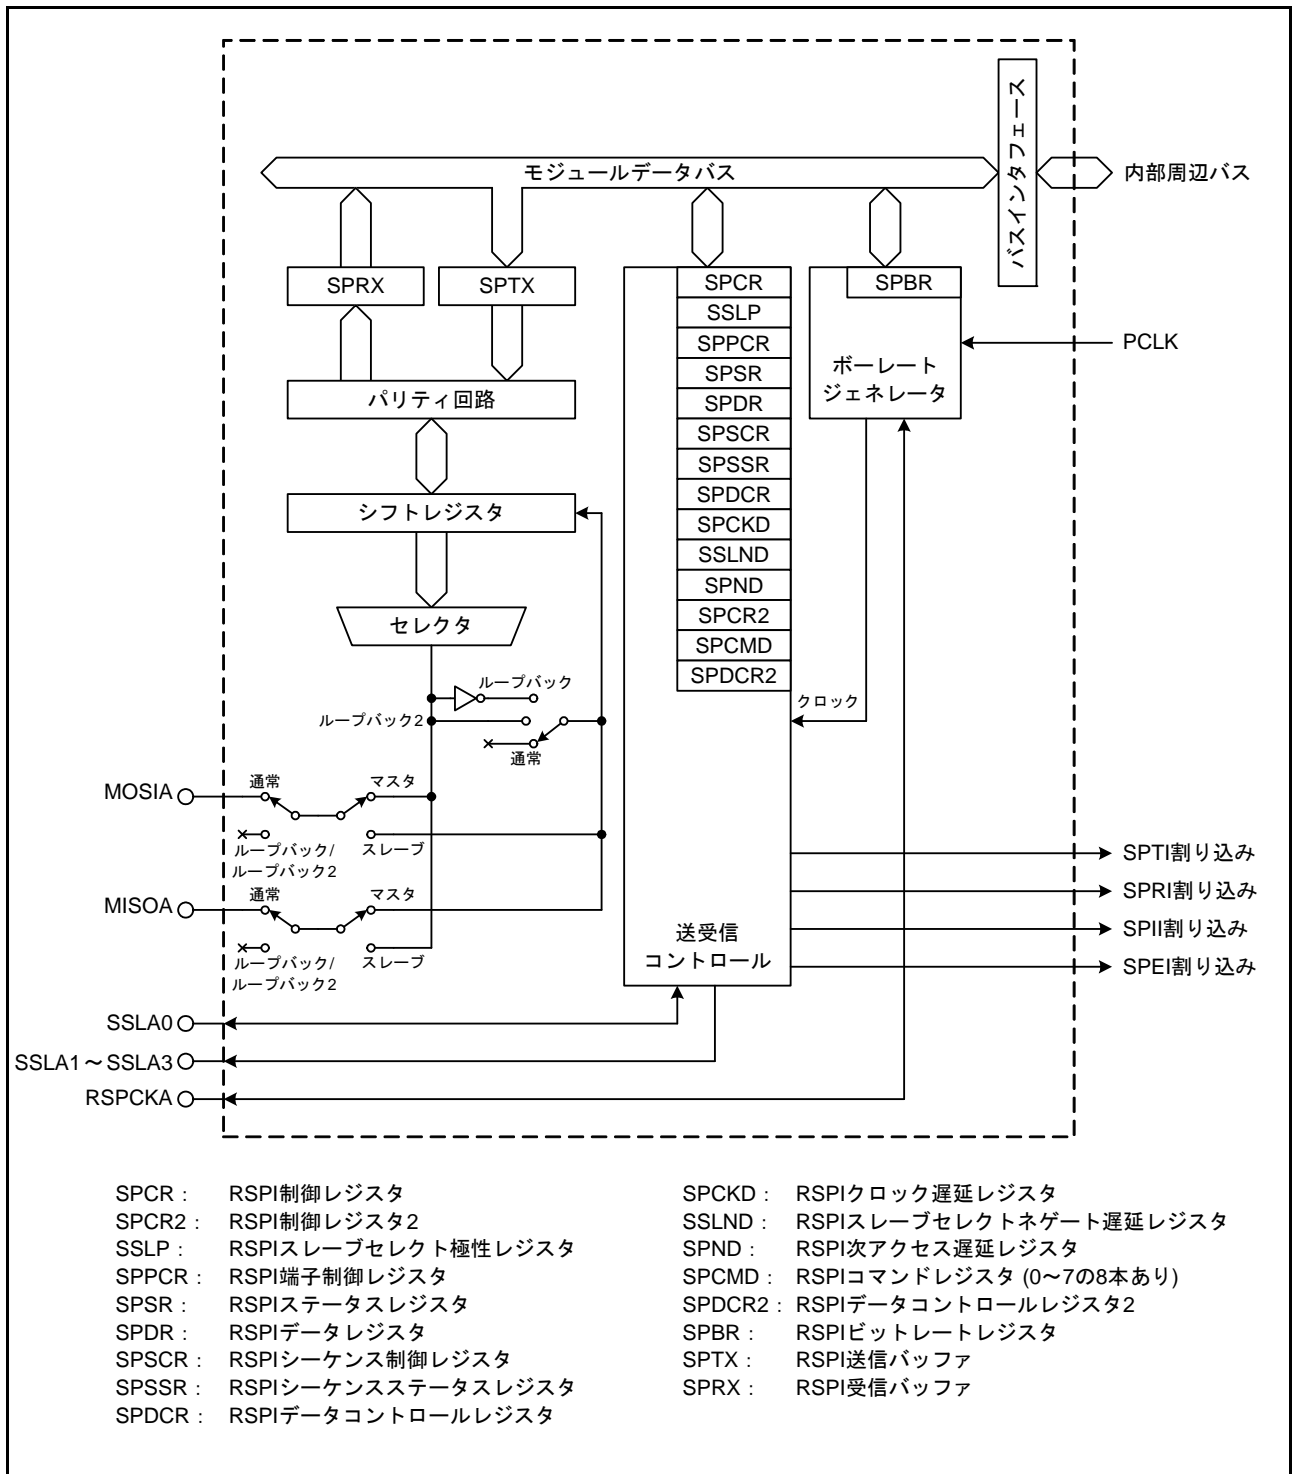 モジュールデータバス
バスインタフェース
内部周辺バス
SPRX
SPTX
SPCR
SSLP
SPPCR
SPSR
SPDR
SPSCR
SPSSR
SPDCR
SPCKD
SSLND
SPND
SPCR2
SPCMD
SPDCR2
SPBR
ボーレート
ジェネレータ
PCLK
パリティ回路
シフトレジスタ
セレクタ
ループバック
ループバック2
通常
クロック
MOSIA
通常
マスタ
ループバック/
ループバック2
スレーブ
MISOA
通常
マスタ
ループバック/
ループバック2
スレーブ
送受信
コントロール
SPTI割り込み
SPRI割り込み
SPII割り込み
SPEI割り込み
SSLA0
SSLA1～SSLA3
RSPCKA
SPCR : RSPI制御レジスタ
SPCR2 : RSPI制御レジスタ2
SSLP : RSPIスレーブセレクト極性レジスタ
SPPCR : RSPI端子制御レジスタ
SPSR : RSPIステータスレジスタ
SPDR : RSPIデータレジスタ
SPSCR : RSPIシーケンス制御レジスタ
SPSSR : RSPIシーケンスステータスレジスタ
SPDCR : RSPIデータコントロールレジスタ
SPCKD : RSPIクロック遅延レジスタ
SSLND : RSPIスレーブセレクトネゲート遅延レジスタ
SPND : RSPI次アクセス遅延レジスタ
SPCMD : RSPIコマンドレジスタ (0～7の8本あり)
SPDCR2 : RSPIデータコントロールレジスタ2
SPBR : RSPIビットレートレジスタ
SPTX : RSPI送信バッファ
SPRX : RSPI受信バッファ